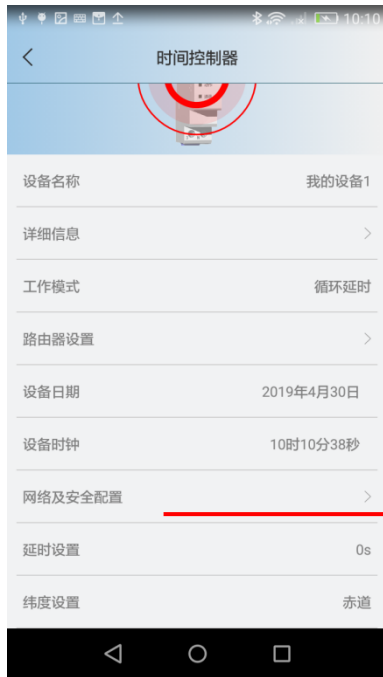 10:10
时间控制器
设备名称 我的设备1
详细信息
工作模式 循环延时
路由器设置
设备日期 2019年4月30日
设备时钟 10时10分38秒
网络及安全配置
延时设置 0s
纬度设置 赤道